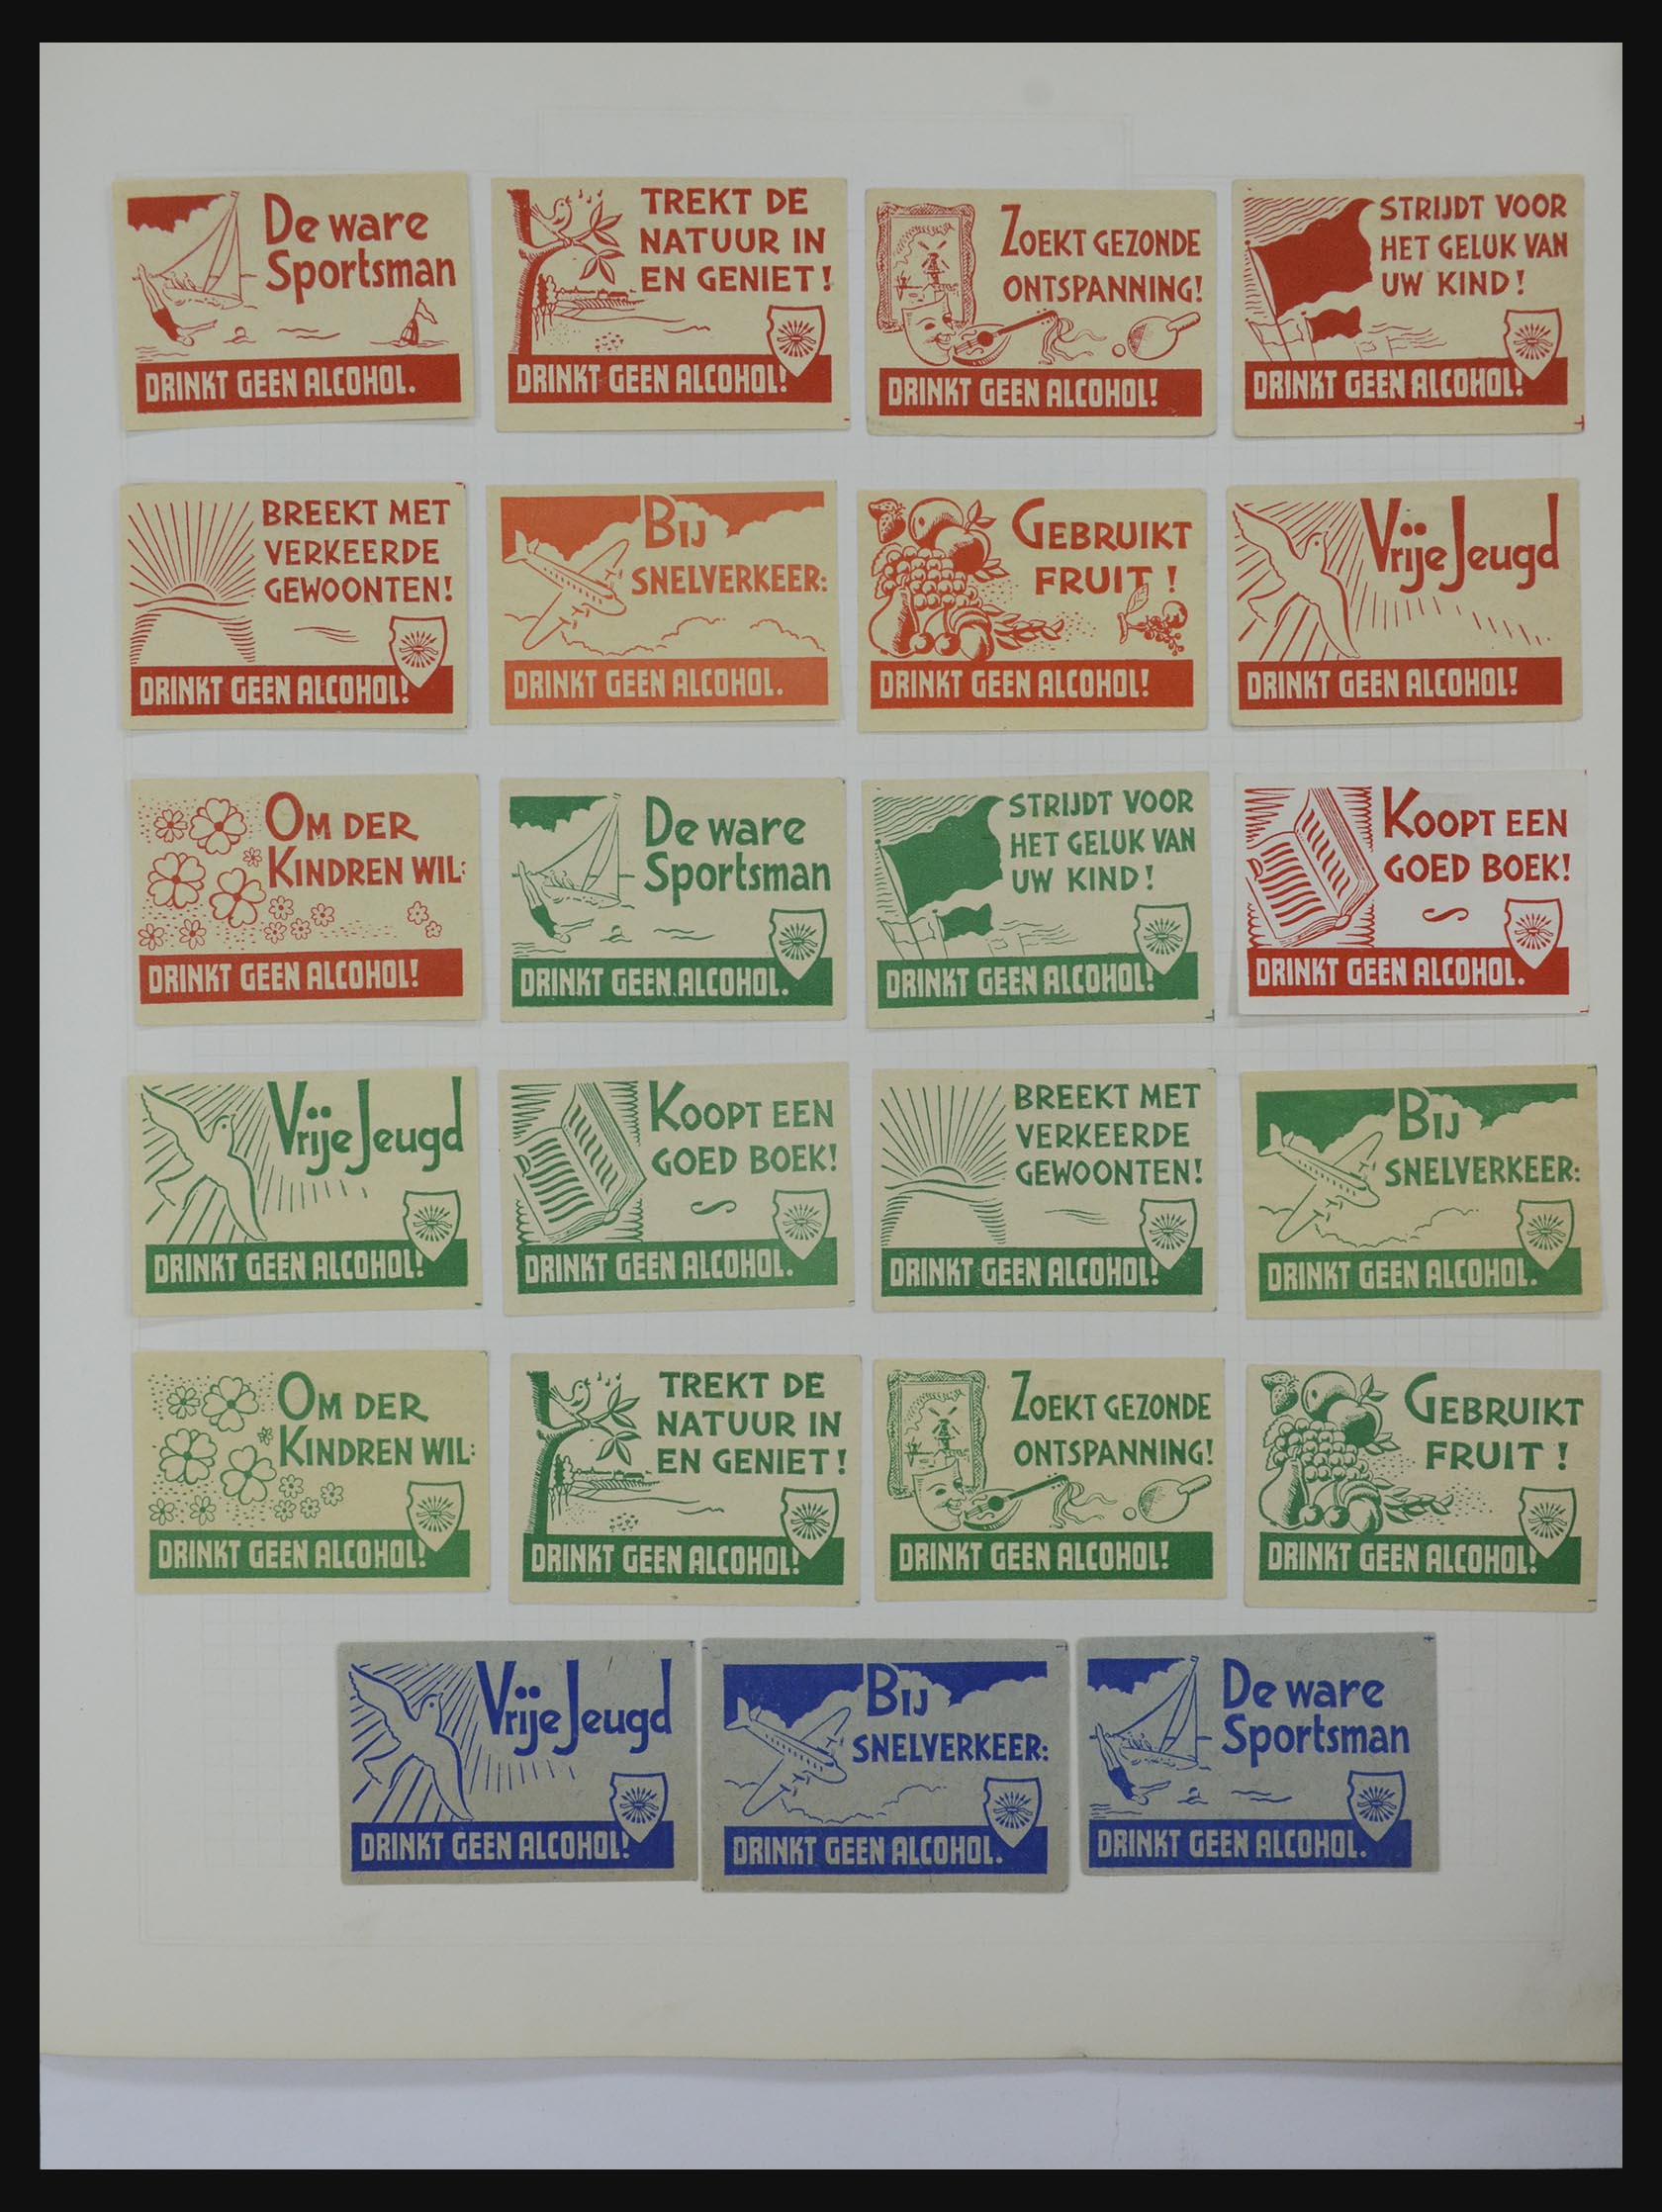 De ware
Sportsman
DRINKT GEEN ALCOHOL.
TREKT DE
NATUUR IN
EN GENIET!
DRINKT GEEN ALCOHOL!
ZOEKT GEZONDE
ONTSPANNING!
DRINKT GEEN ALCOHOL!
STRIJDT VOOR
HET GELUK VAN
UW KIND!
DRINKT GEEN ALCOHOL!
BREEKT MET
VERKEERDE
GEWOONTEN!
DRINKT GEEN ALCOHOL!
BIJ
SNELVERKEER:
DRINKT GEEN ALCOHOL.
GEBRUIKT
FRUIT!
DRINKT GEEN ALCOHOL!
Vrije Jeugd
DRINKT GEEN ALCOHOL!
OM DER
KINDREN WIL:
DRINKT GEEN ALCOHOL!
De ware
Sportsman
DRINKT GEEN ALCOHOL.
STRIJDT VOOR
HET GELUK VAN
UW KIND!
DRINKT GEEN ALCOHOL!
KOOPT EEN
GOED BOEK!
DRINKT GEEN ALCOHOL.
Vrije Jeugd
DRINKT GEEN ALCOHOL!
KOOPT EEN
GOED BOEK!
DRINKT GEEN ALCOHOL.
BREEKT MET
VERKEERDE
GEWOONTEN!
DRINKT GEEN ALCOHOL!
BIJ
SNELVERKEER:
DRINKT GEEN ALCOHOL.
OM DER
KINDREN WIL:
DRINKT GEEN ALCOHOL!
TREKT DE
NATUUR IN
EN GENIET!
DRINKT GEEN ALCOHOL!
ZOEKT GEZONDE
ONTSPANNING!
DRINKT GEEN ALCOHOL!
GEBRUIKT
FRUIT!
DRINKT GEEN ALCOHOL!
Vrije Jeugd
DRINKT GEEN ALCOHOL!
BIJ
SNELVERKEER:
DRINKT GEEN ALCOHOL.
De ware
Sportsman
DRINKT GEEN ALCOHOL.